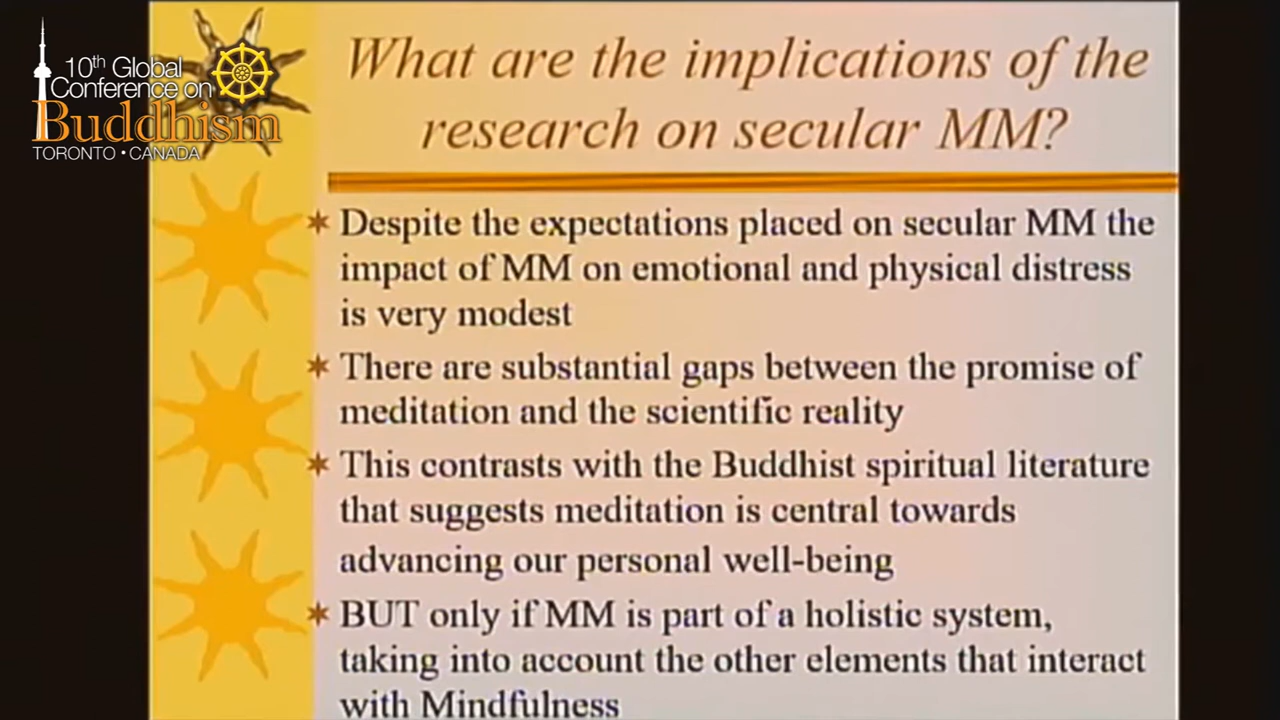 10th Global
Conference on
Buddhism
TORONTO • CANADA
What are the implications of the
research on secular MM?
Despite the expectations placed on secular MM the
impact of MM on emotional and physical distress
is very modest
There are substantial gaps between the promise of
meditation and the scientific reality
This contrasts with the Buddhist spiritual literature
that suggests meditation is central towards
advancing our personal well-being
BUT only if MM is part of a holistic system,
taking into account the other elements that interact
with Mindfulness